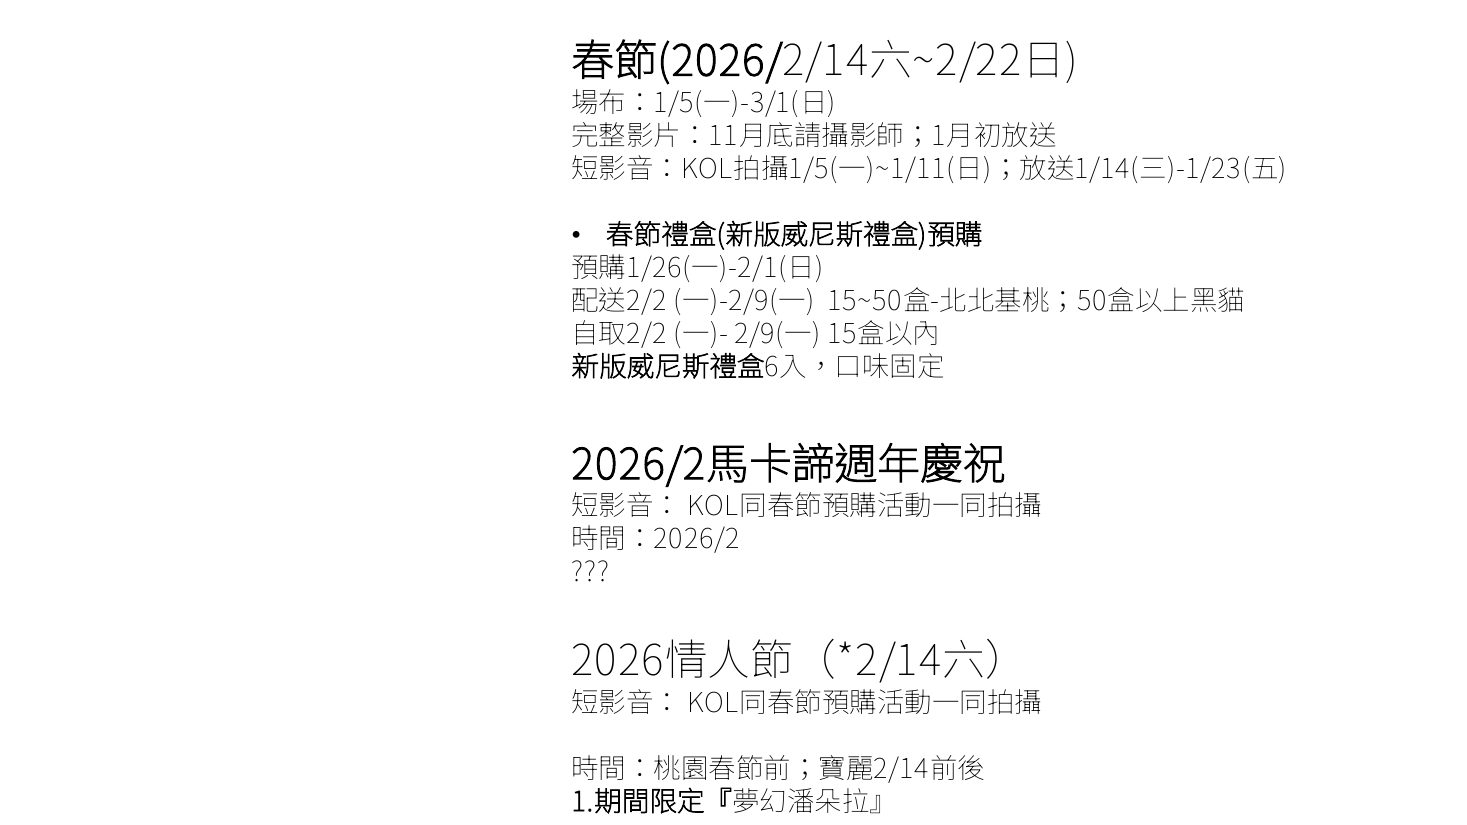 春節(2026/2/14六~2/22日)
場布：1/5(一)-3/1(日)
完整影片：11月底請攝影師；1月初放送
短影音：KOL拍攝1/5(一)~1/11(日)；放送1/14(三)-1/23(五)
• 春節禮盒(新版威尼斯禮盒)預購
預購1/26(一)-2/1(日)
配送2/2 (一)-2/9(一) 15~50盒-北北基桃；50盒以上黑貓
自取2/2 (一)- 2/9(一) 15盒以內
新版威尼斯禮盒6入，口味固定
2026/2馬卡諦週年慶祝
短影音： KOL同春節預購活動一同拍攝
時間：2026/2
???
2026情人節（*2/14六）
短影音： KOL同春節預購活動一同拍攝
時間：桃園春節前；寶麗2/14前後
1.期間限定『夢幻潘朵拉』